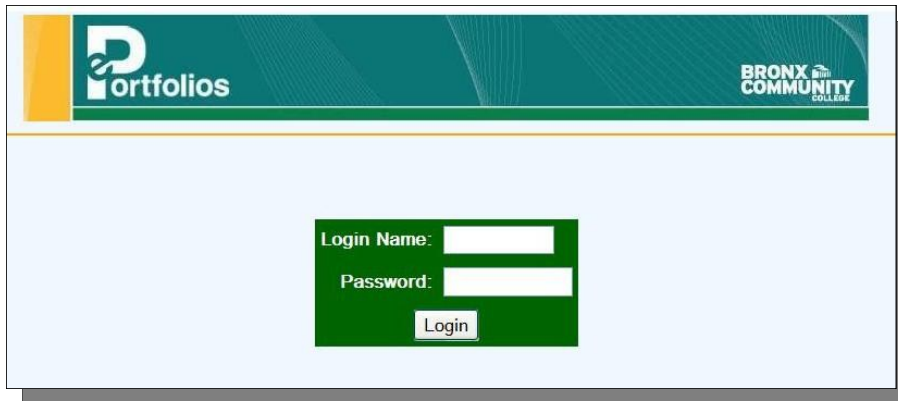 ePortfolios
BRONX
COMMUNITY
COLLEGE
Login Name:
Password:
Login